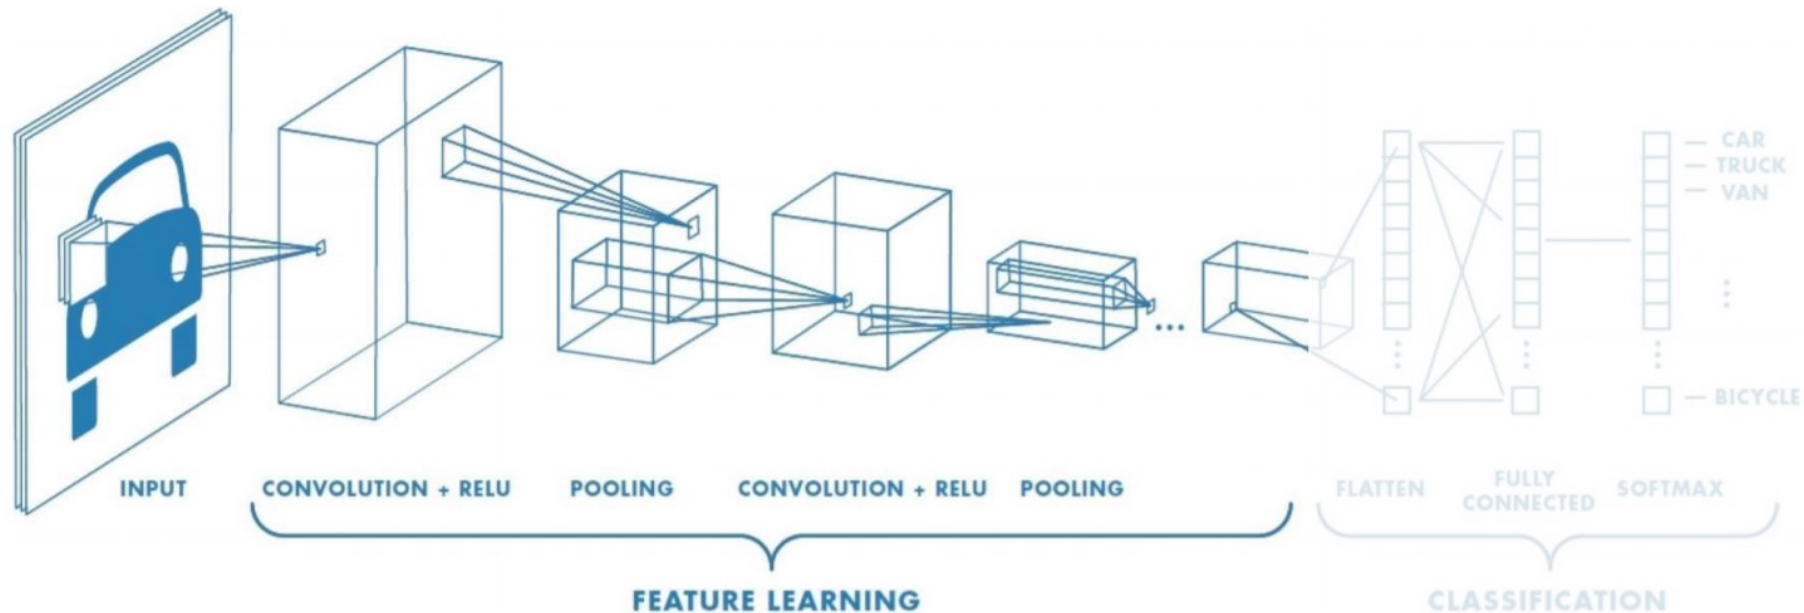 CAR
TRUCK
VAN
BICYCLE
INPUT
CONVOLUTION + RELU
POOLING
CONVOLUTION + RELU
POOLING
FLATTEN
FULLY
CONNECTED
SOFTMAX
FEATURE LEARNING
CLASSIFICATION